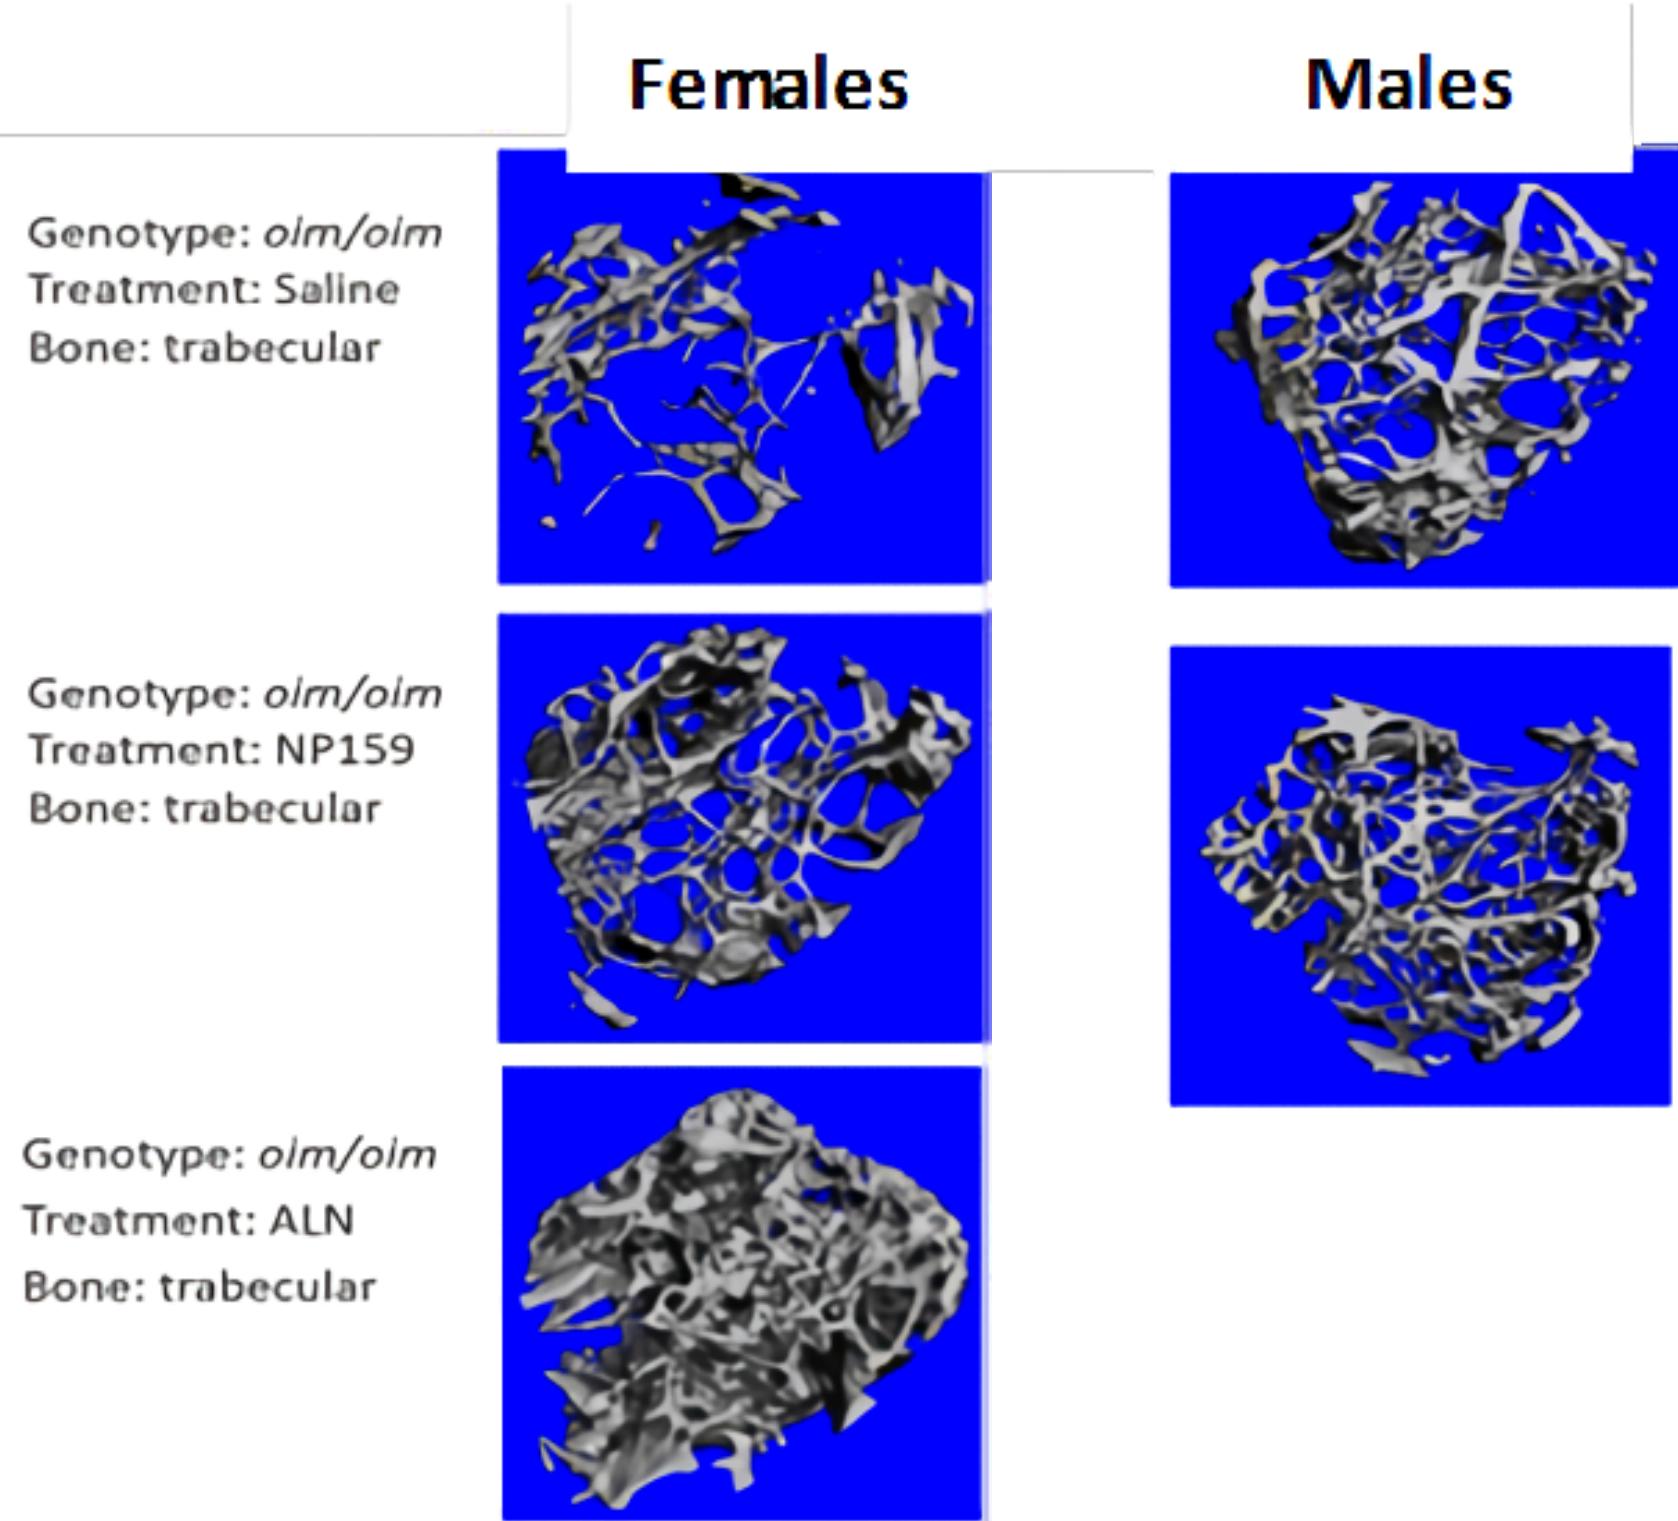 Females
Males
Genotype: oim/oim
Treatment: Saline
Bone: trabecular
Genotype: oim/oim
Treatment: NP159
Bone: trabecular
Genotype: oim/oim
Treatment: ALN
Bone: trabecular